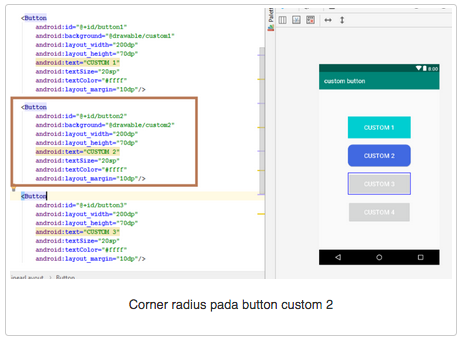 <Button
android:id="@+id/button1"
android:background="@drawable/custom1"
android:layout_width="200dp"
android:layout_height="70dp"
android:text="CUSTOM 1"
android:textSize="20sp"
android:textColor="#ffff"
android:layout_margin="10dp"/>
<Button
android:id="@+id/button2"
android:background="@drawable/custom2"
android:layout_width="200dp"
android:layout_height="70dp"
android:text="CUSTOM 2"
android:textSize="20sp"
android:textColor="#ffff"
android:layout_margin="10dp"/>
<Button
android:id="@+id/button3"
android:layout_width="200dp"
android:layout_height="70dp"
android:text="CUSTOM 3"
android:textSize="20sp"
android:textColor="#ffff"
android:layout_margin="10dp"/>
Button
Palett
custom button
CUSTOM 1
CUSTOM 2
CUSTOM 3
CUSTOM 4
Corner radius pada button custom 2